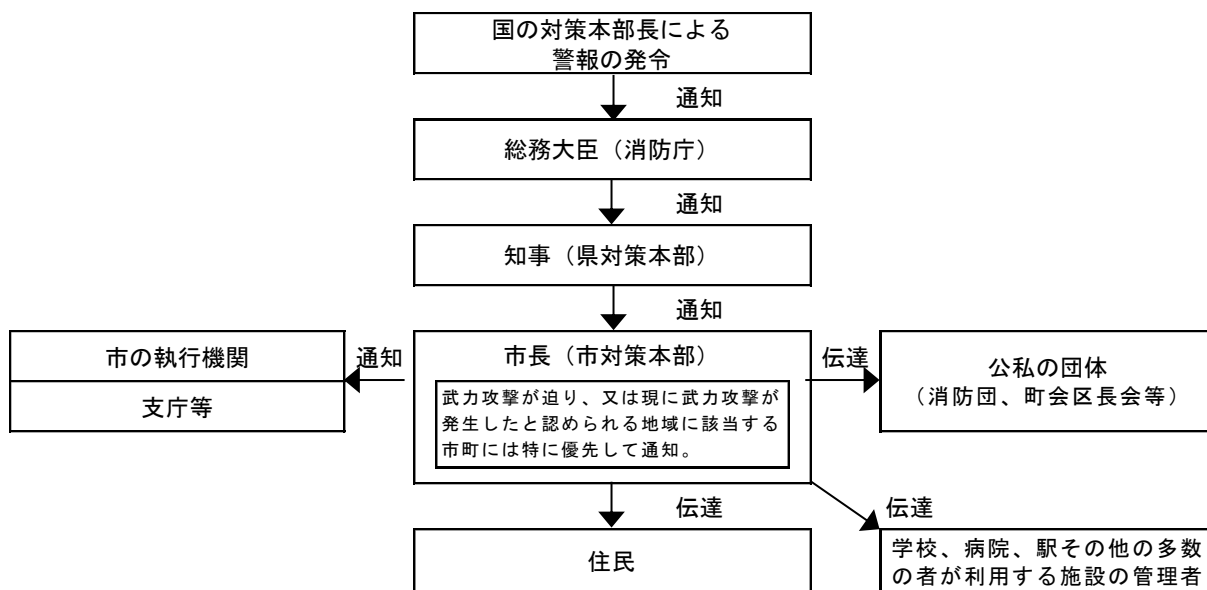 国の対策本部長による
警報の発令
通知
総務大臣（消防庁）
通知
知事（県対策本部）
通知
市の執行機関
支庁等
通知
市長（市対策本部）
武力攻撃が迫り、又は現に武力攻撃が
発生したと認められる地域に該当する
市町には特に優先して通知。
伝達
公私の団体
（消防団、町会区長会等）
伝達
住民
伝達
学校、病院、駅その他の多数
の者が利用する施設の管理者